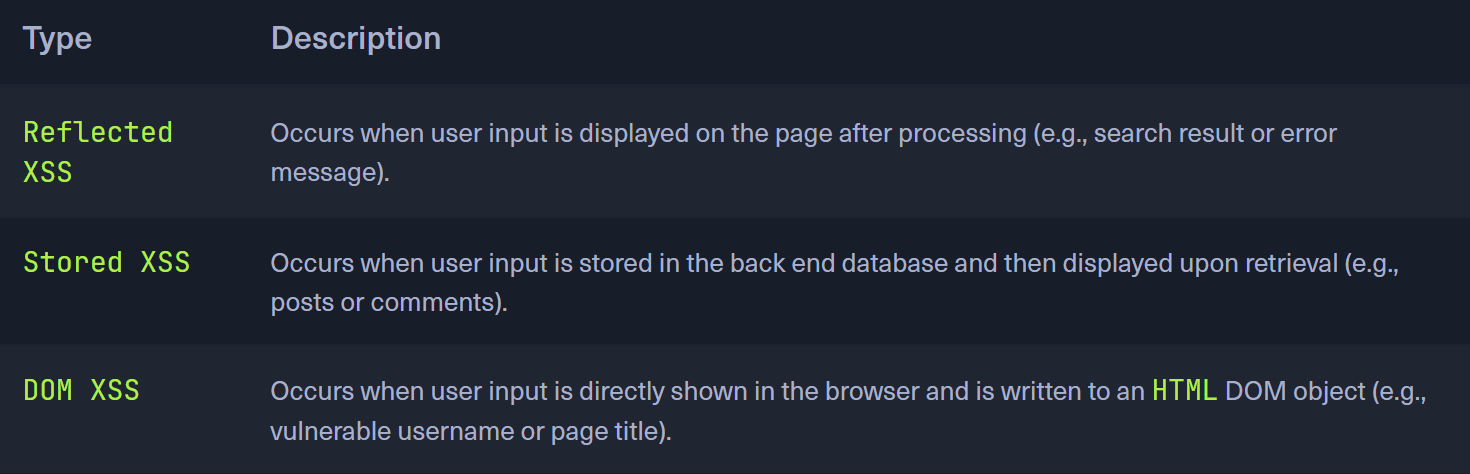 Type Description
Reflected XSS
Occurs when user input is displayed on the page after processing (e.g., search result or error
message).
Stored XSS
Occurs when user input is stored in the back end database and then displayed upon retrieval (e.g.,
posts or comments).
DOM XSS
Occurs when user input is directly shown in the browser and is written to an HTML DOM object (e.g.,
vulnerable username or page title).